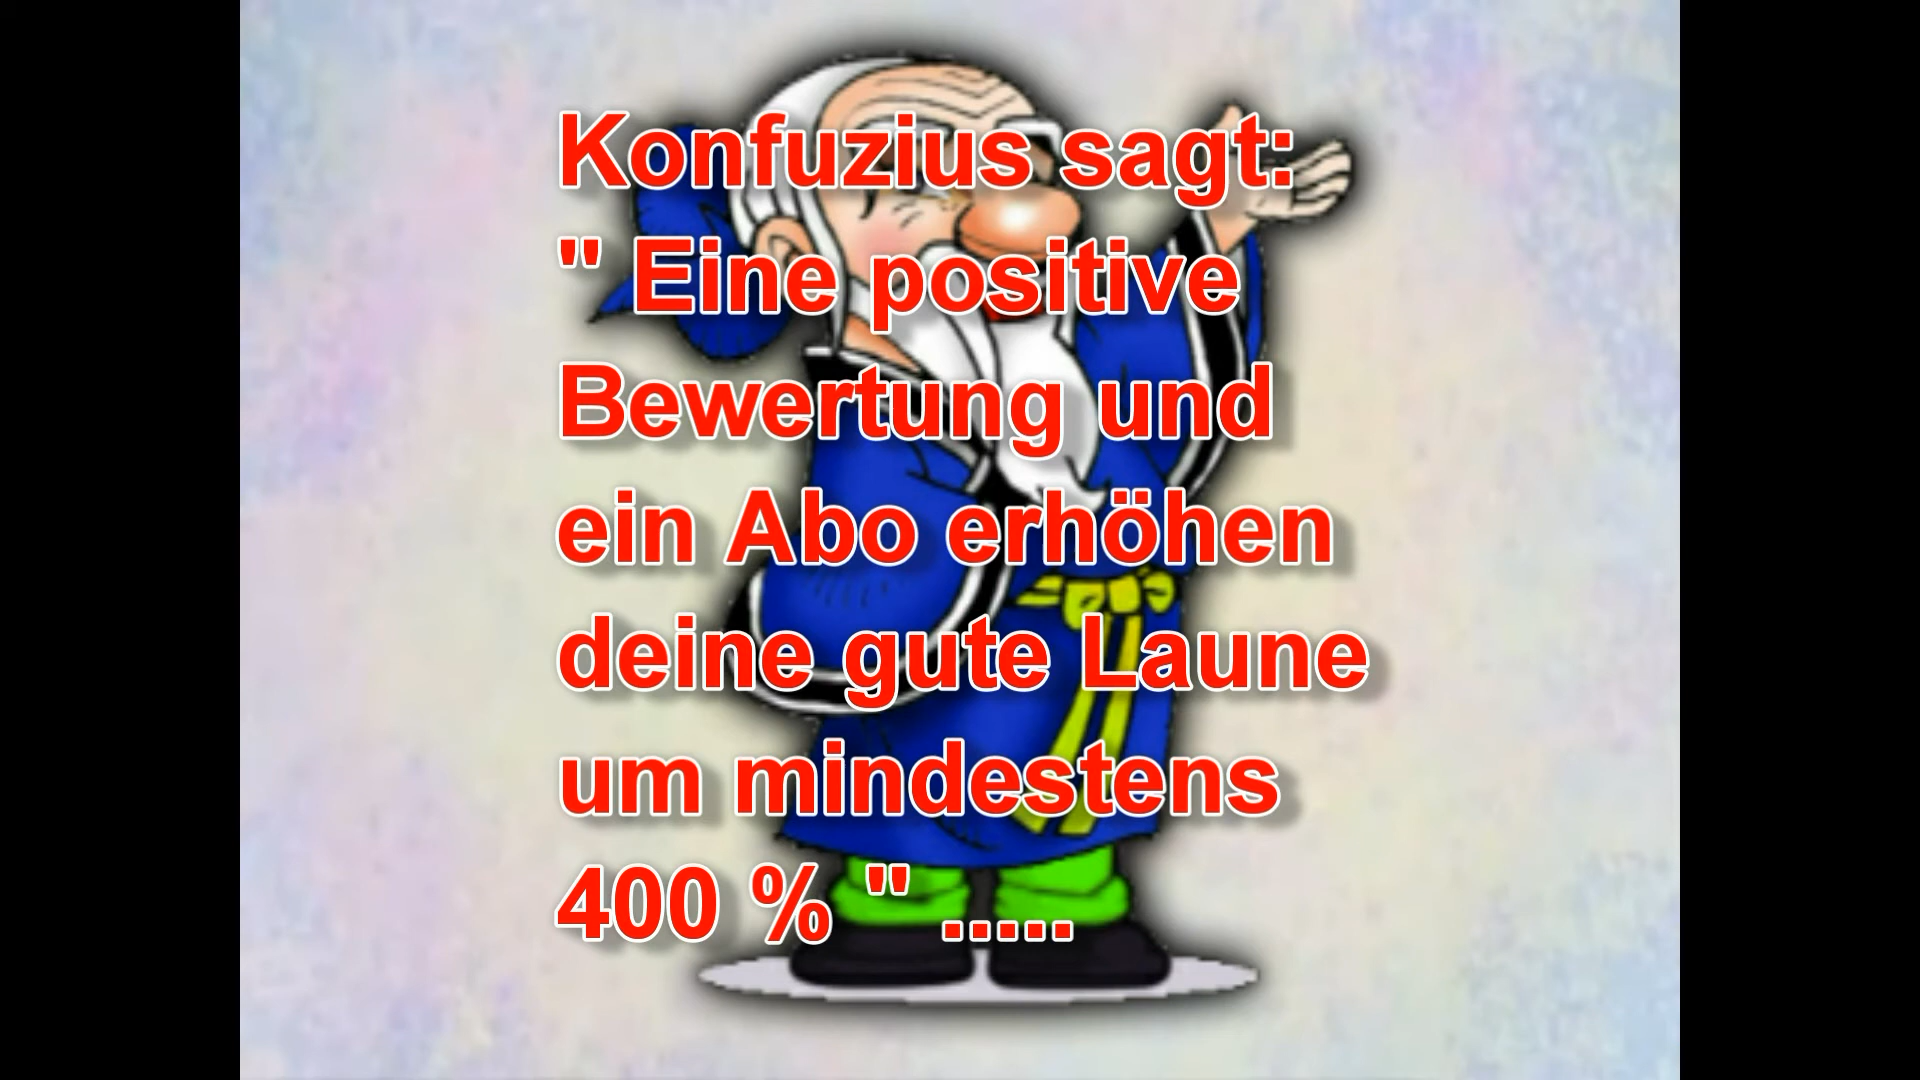 Konfuzius sagt:
" Eine positive
Bewertung und
ein Abo erhöhen
deine gute Laune
um mindestens
400 % " .....